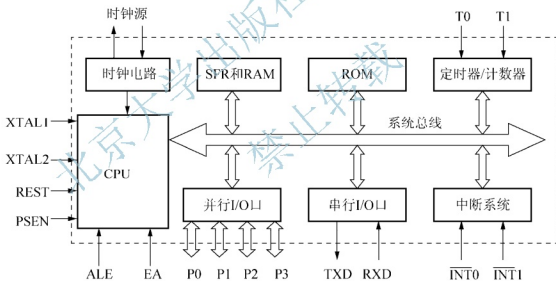 时钟源
T0 T1
时钟电路 SFR和RAM ROM 定时器/计数器
系统总线
XTAL1
XTAL2
CPU
REST
PSEN
并行I/O口 串行I/O口 中断系统
ALE EA P0 P1 P2 P3 TXD RXD INT0 INT1
北京大学出版社
禁止转载